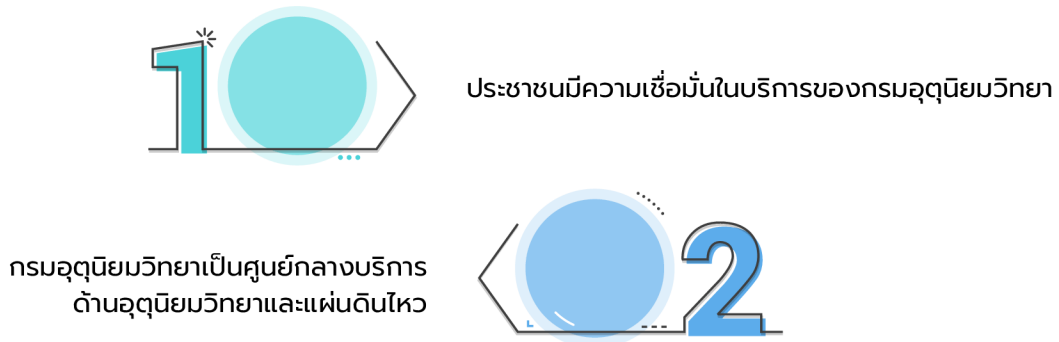 1
ประชาชนมีความเชื่อมั่นในบริการของกรมอุตุนิยมวิทยา
กรมอุตุนิยมวิทยาเป็นศูนย์กลางบริการ
ด้านอุตุนิยมวิทยาและแผ่นดินไหว
2